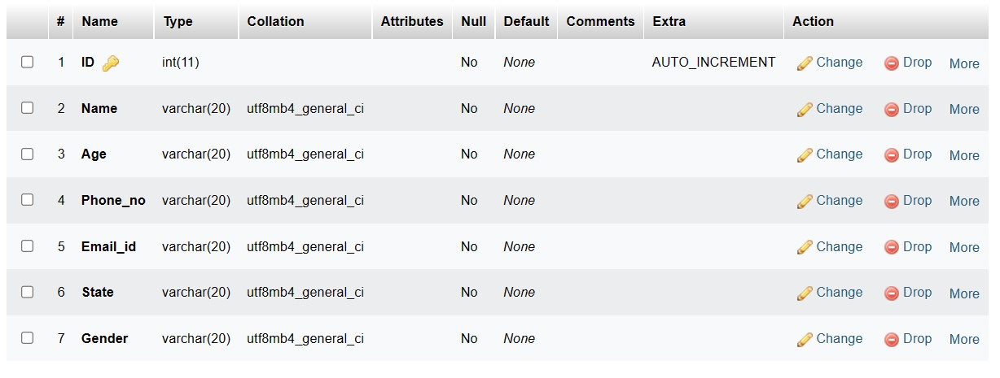 # Name Type Collation Attributes Null Default Comments Extra Action
1 ID int(11) No None AUTO_INCREMENT Change Drop More
2 Name varchar(20) utf8mb4_general_ci No None Change Drop More
3 Age varchar(20) utf8mb4_general_ci No None Change Drop More
4 Phone_no varchar(20) utf8mb4_general_ci No None Change Drop More
5 Email_id varchar(20) utf8mb4_general_ci No None Change Drop More
6 State varchar(20) utf8mb4_general_ci No None Change Drop More
7 Gender varchar(20) utf8mb4_general_ci No None Change Drop More